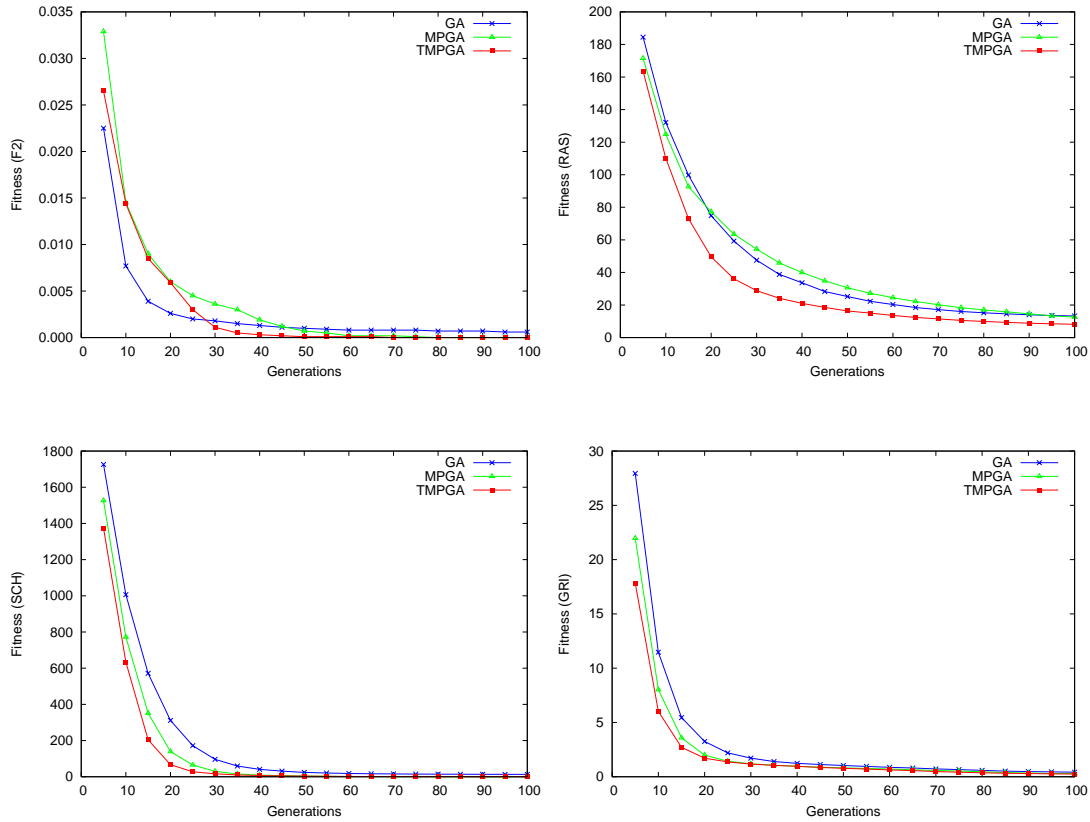 GA
MPGA
TMPGA
0.035
0.030
0.025
0.020
0.015
0.010
0.005
0.000
Fitness (F2)
0 10 20 30 40 50 60 70 80 90 100
Generations
GA
MPGA
TMPGA
200
180
160
140
120
100
80
60
40
20
0
Fitness (RAS)
0 10 20 30 40 50 60 70 80 90 100
Generations
GA
MPGA
TMPGA
1800
1600
1400
1200
1000
800
600
400
200
0
Fitness (SCH)
0 10 20 30 40 50 60 70 80 90 100
Generations
GA
MPGA
TMPGA
30
25
20
15
10
5
0
Fitness (GRI)
0 10 20 30 40 50 60 70 80 90 100
Generations